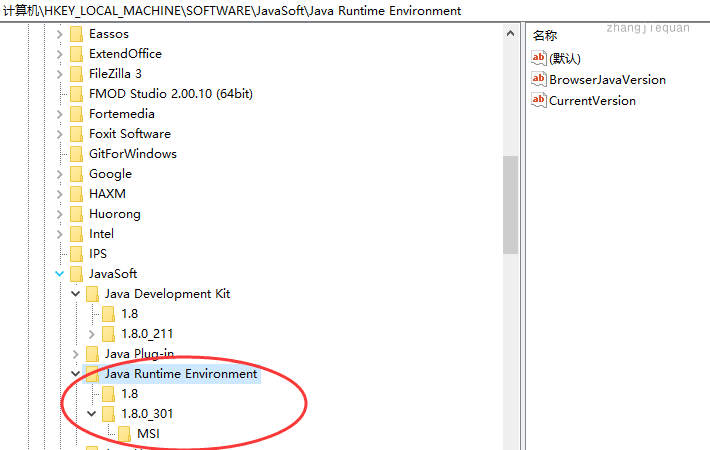 计算机\HKEY_LOCAL_MACHINE\SOFTWARE\JavaSoft\Java Runtime Environment
Eassos
ExtendOffice
FileZilla 3
FMOD Studio 2.00.10 (64bit)
Fortemedia
Foxit Software
GitForWindows
Google
HAXM
Huorong
Intel
IPS
JavaSoft
Java Development Kit
1.8
1.8.0_211
Java Plug-in
Java Runtime Environment
1.8
1.8.0_301
MSI
名称
zhangjiequan
(默认)
BrowserJavaVersion
CurrentVersion